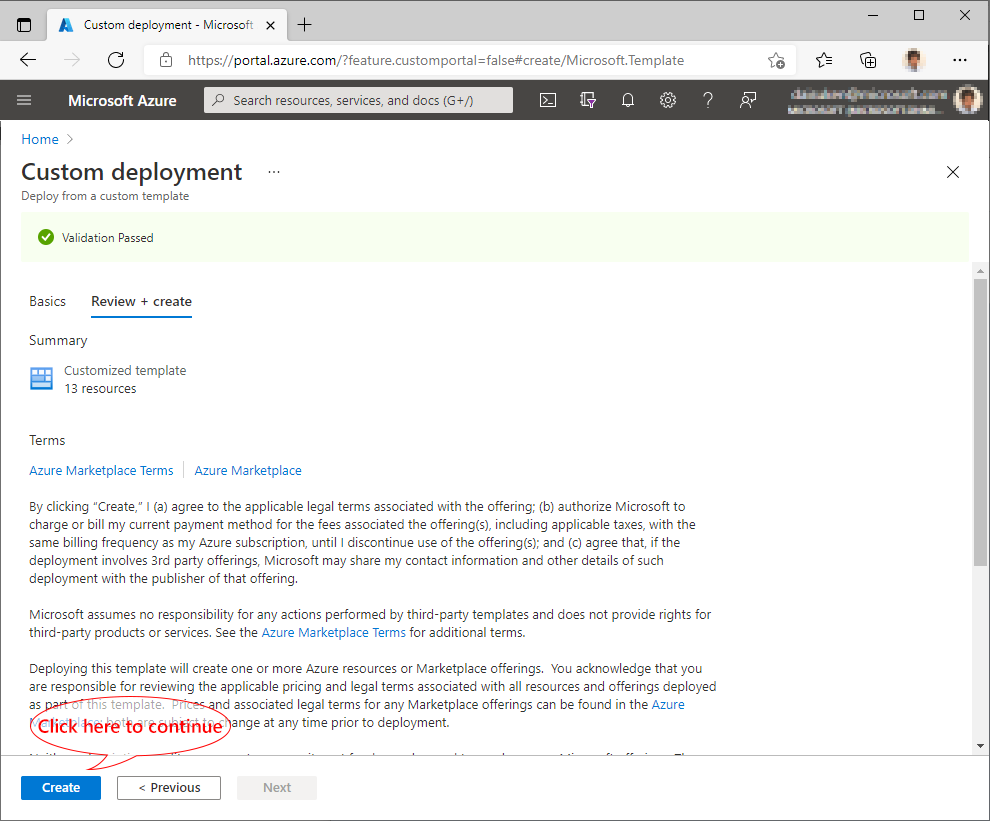 Custom deployment - Microsoft
https://portal.azure.com/?feature.customportal=false#create/Microsoft.Template
Microsoft Azure
Search resources, services, and docs (G+/)
Home >
Custom deployment ...
Deploy from a custom template
Validation Passed
Basics
Review + create
Summary
Customized template
13 resources
Terms
Azure Marketplace Terms
Azure Marketplace
By clicking “Create,” I (a) agree to the applicable legal terms associated with the offering; (b) authorize Microsoft to
charge or bill my current payment method for the fees associated the offering(s), including applicable taxes, with the
same billing frequency as my Azure subscription, until I discontinue use of the offering(s); and (c) agree that, if the
deployment involves 3rd party offerings, Microsoft may share my contact information and other details of such
deployment with the publisher of that offering.
Microsoft assumes no responsibility for any actions performed by third-party templates and does not provide rights for
third-party products or services. See the Azure Marketplace Terms for additional terms.
Deploying this template will create one or more Azure resources or Marketplace offerings.  You acknowledge that you
are responsible for reviewing the applicable pricing and legal terms associated with all resources and offerings deployed
as part of this template.  Prices and associated legal terms for any Marketplace offerings can be found in the Azure
Marketplace; both are subject to change at any time prior to deployment.
Click here to continue
Create
< Previous
Next